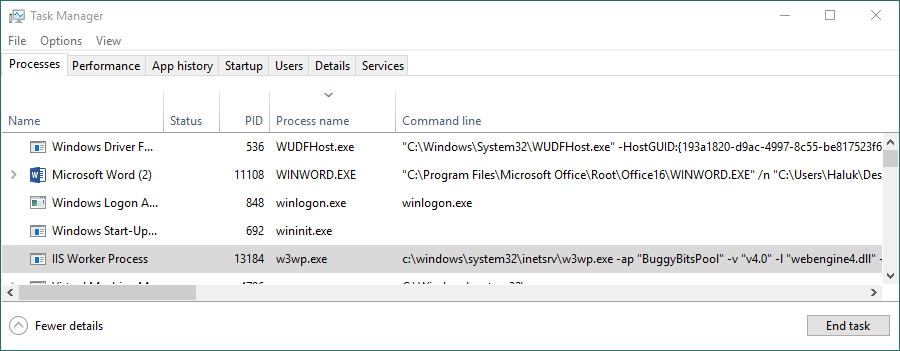 Task Manager
File Options View
Processes Performance App history Startup Users Details Services
Name Status PID Process name Command line
Windows Driver F... 536 WUDFHost.exe "C:\Windows\System32\WUDFHost.exe" -HostGUID:{193a1820-d9ac-4997-8c55-be817523f6
Microsoft Word (2) 11108 WINWORD.EXE "C:\Program Files\Microsoft Office\Root\Office16\WINWORD.EXE" /n "C:\Users\Haluk\Des
Windows Logon A... 848 winlogon.exe winlogon.exe
Windows Start-Up... 692 wininit.exe
IIS Worker Process 13184 w3wp.exe c:\windows\system32\inetsrv\w3wp.exe -ap "BuggyBitsPool" -v "v4.0" -l "webengine4.dll" -
Fewer details End task